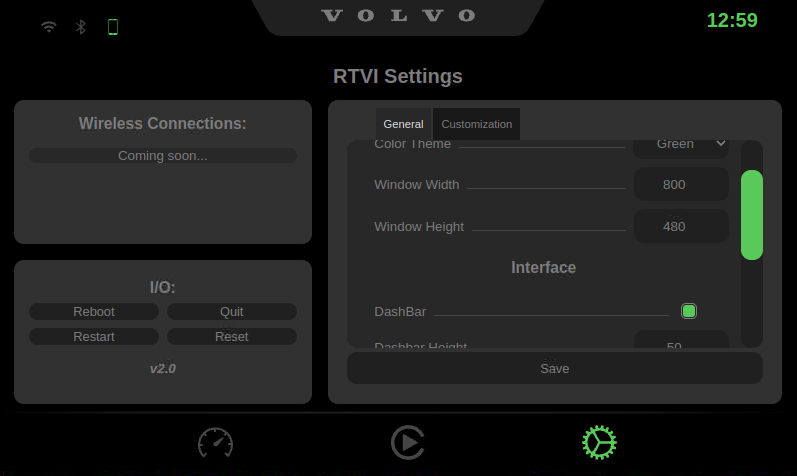 VOLVO
12:59
RTVI Settings
Wireless Connections:
Coming soon...
I/O:
Reboot
Quit
Restart
Reset
v2.0
General
Customization
Color Theme
Green
Window Width
800
Window Height
480
Interface
DashBar
Dashbar Height
50
Save